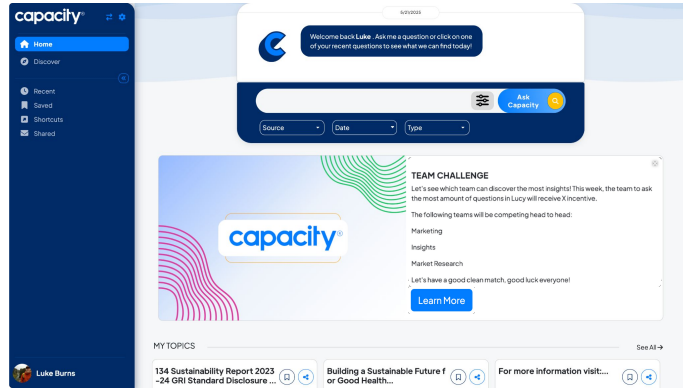 capacity®
Home
Discover
Recent
Saved
Shortcuts
Shared
Luke Burns
5/21/2025
Welcome back Luke . Ask me a question or click on one
of your recent questions to see what we can find today!
Ask
Capacity
Source
Date
Type
capacity®
TEAM CHALLENGE
Let's see which team can discover the most insights! This week, the team to ask
the most amount of questions in Lucy will receive X incentive.
The following teams will be competing head to head:
Marketing
Insights
Market Research
Let's have a good clean match, good luck everyone!
Learn More
MY TOPICS
See All →
134 Sustainability Report 2023
-24 GRI Standard Disclosure ...
Building a Sustainable Future f
or Good Health...
For more information visit:...